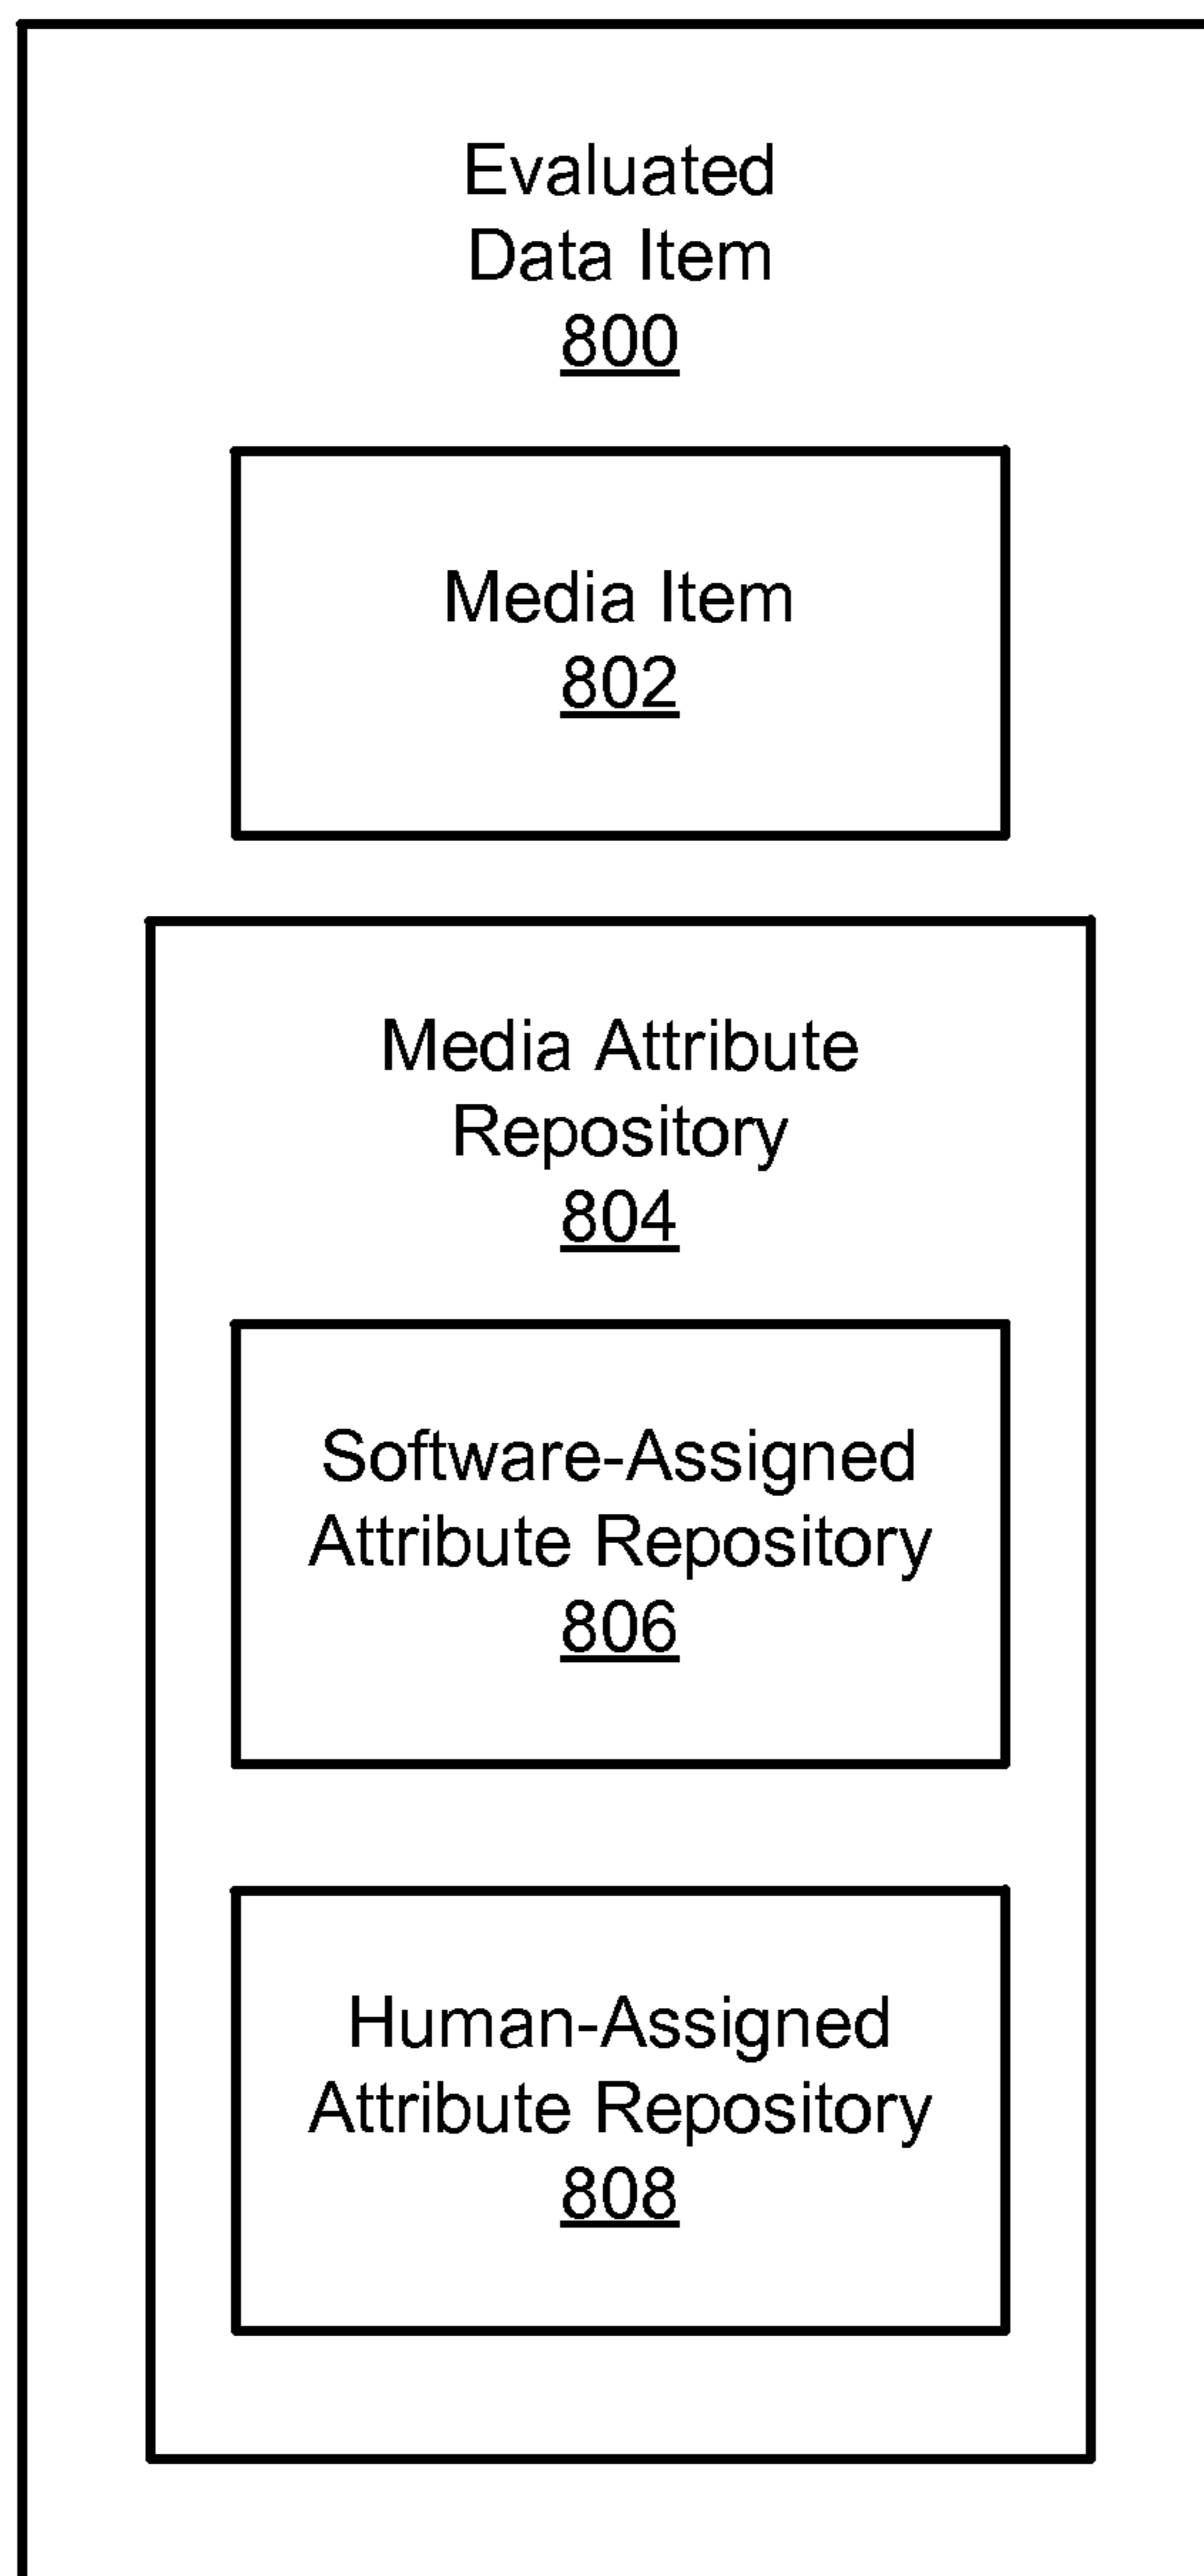 Evaluated
Data Item
800
Media Item
802
Media Attribute
Repository
804
Software-Assigned
Attribute Repository
806
Human-Assigned
Attribute Repository
808